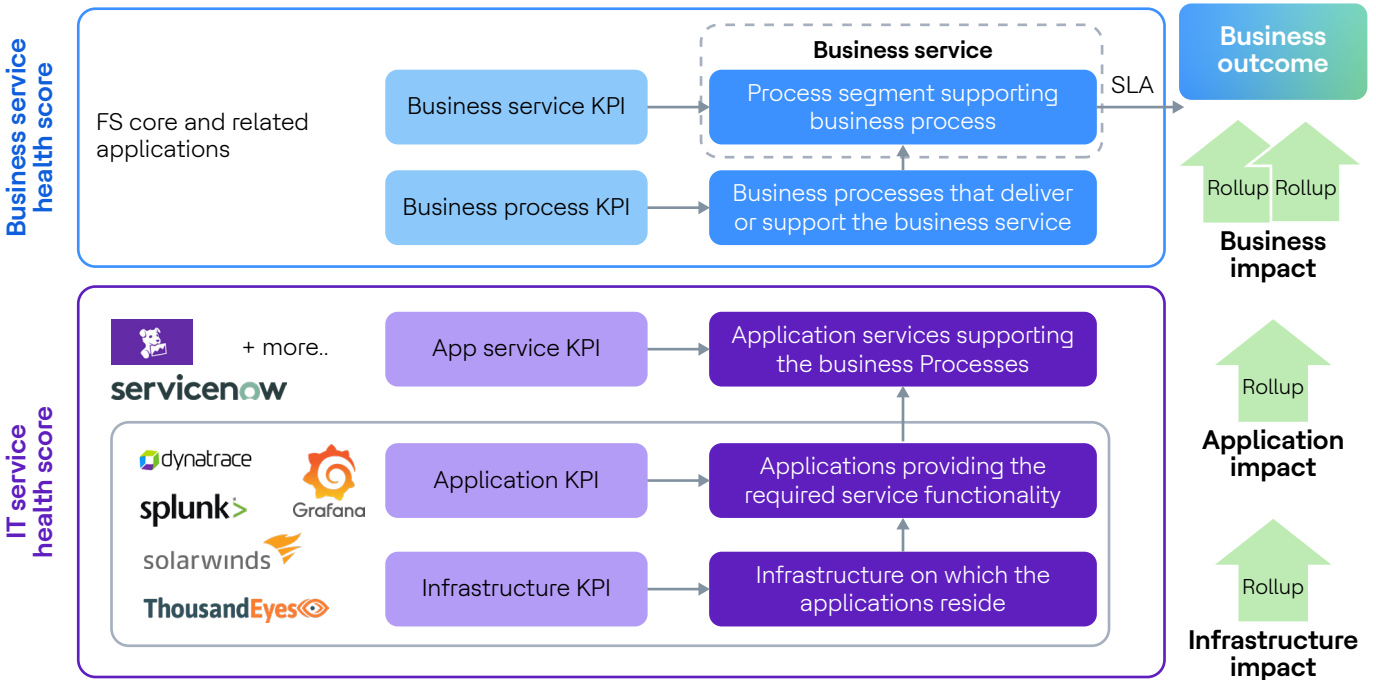 Business service
health score
FS core and related
applications
Business service KPI
Business service
Process segment supporting
business process
SLA
Business
outcome
Business process KPI
Business processes that deliver
or support the business service
Rollup
Rollup
Business
impact
IT service
health score
+ more..
servicenow
App service KPI
Application services supporting
the business Processes
Rollup
Application
impact
dynatrace
splunk>
Grafana
solarwinds
ThousandEyes
Application KPI
Applications providing the
required service functionality
Infrastructure KPI
Infrastructure on which the
applications reside
Rollup
Infrastructure
impact